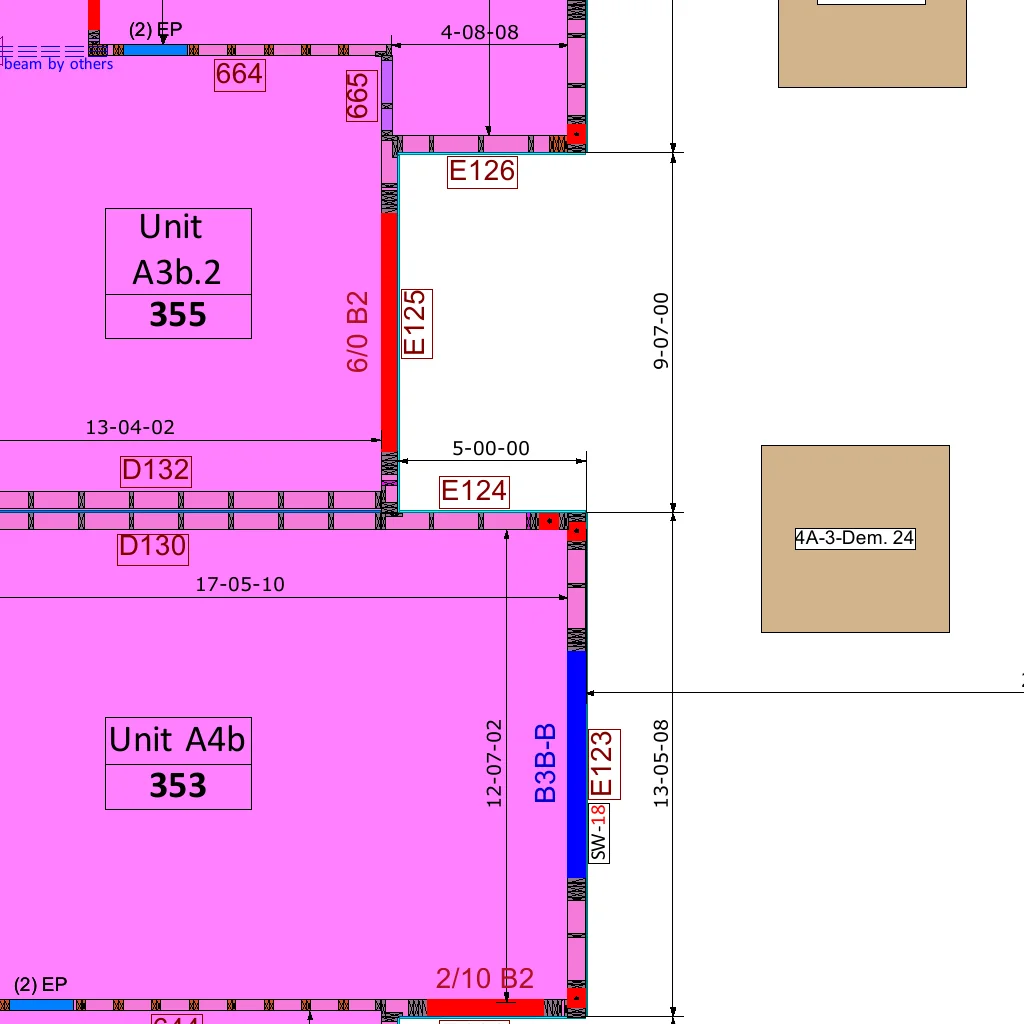 (2) EP
4-08-08
beam by others
664
665
E126
Unit
A3b.2
355
6/0 B2
E125
9-07-00
13-04-02
5-00-00
D132
E124
D130
4A-3-Dem. 24
17-05-10
Unit A4b
353
12-07-02
B3B-B
E123
SW-18
13-05-08
2/10 B2
(2) EP